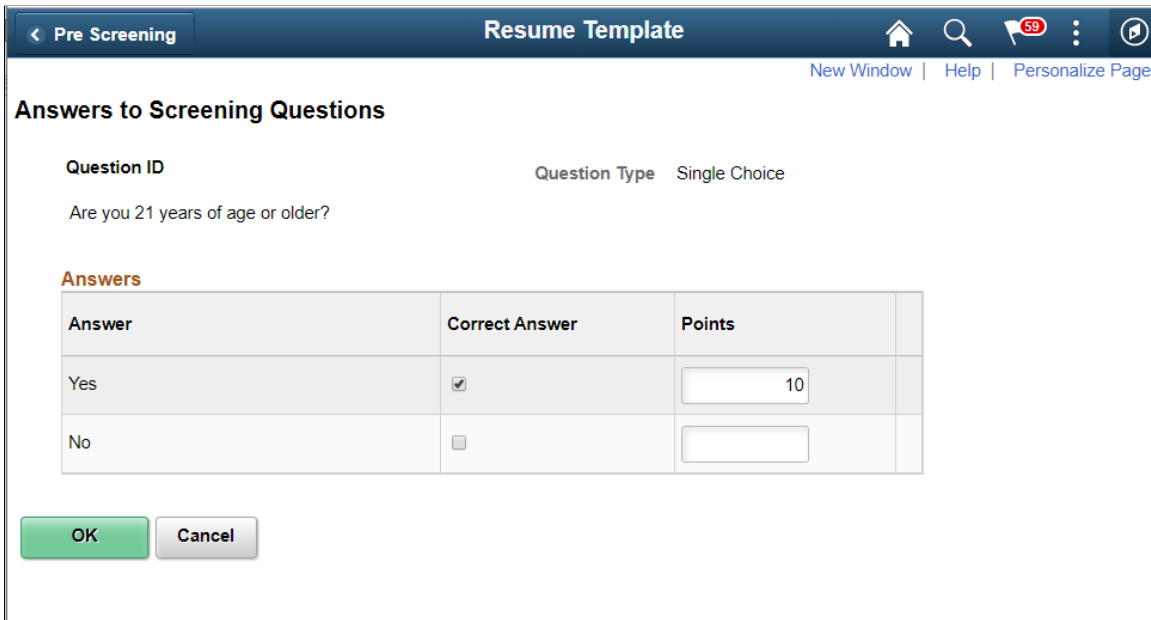 Pre Screening
Resume Template
59
New Window | Help | Personalize Page
Answers to Screening Questions
Question ID
Question Type Single Choice
Are you 21 years of age or older?
Answers
Answer Correct Answer Points
Yes 10
No
OK Cancel